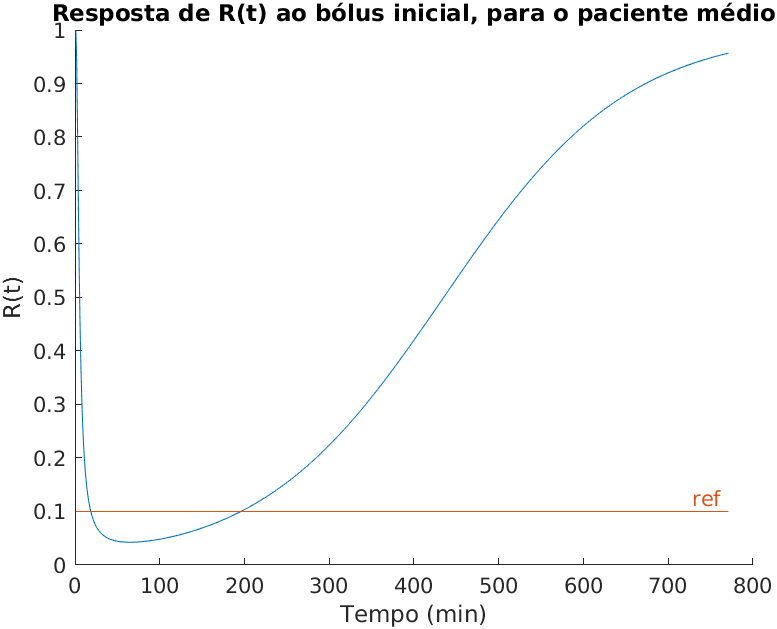 Resposta de R(t) ao bólus inicial, para o paciente médio
1
0.9
0.8
0.7
0.6
0.5
0.4
0.3
0.2
0.1
0
R(t)
ref
0 100 200 300 400 500 600 700 800
Tempo (min)